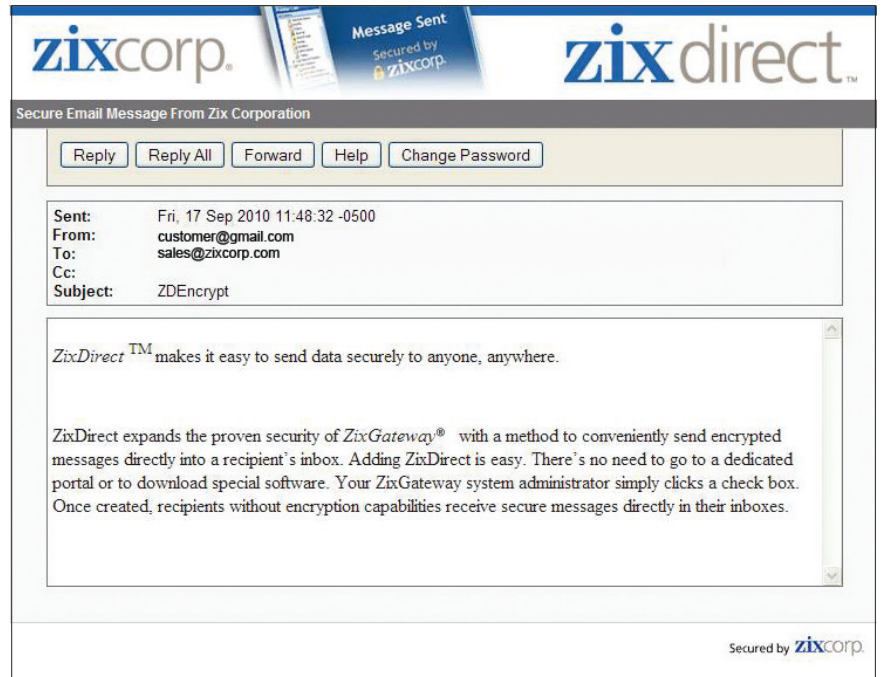 zixcorp.
Message Sent
Secured by
zixcorp.
zixdirect™
Secure Email Message From Zix Corporation
Reply Reply All Forward Help Change Password
Sent: Fri, 17 Sep 2010 11:48:32 -0500
From: customer@gmail.com
To: sales@zixcorp.com
Cc:
Subject: ZDEncrypt
ZixDirect TM makes it easy to send data securely to anyone, anywhere.
ZixDirect expands the proven security of ZixGateway® with a method to conveniently send encrypted
messages directly into a recipient's inbox. Adding ZixDirect is easy. There's no need to go to a dedicated
portal or to download special software. Your ZixGateway system administrator simply clicks a check box.
Once created, recipients without encryption capabilities receive secure messages directly in their inboxes.
Secured by zixcorp.